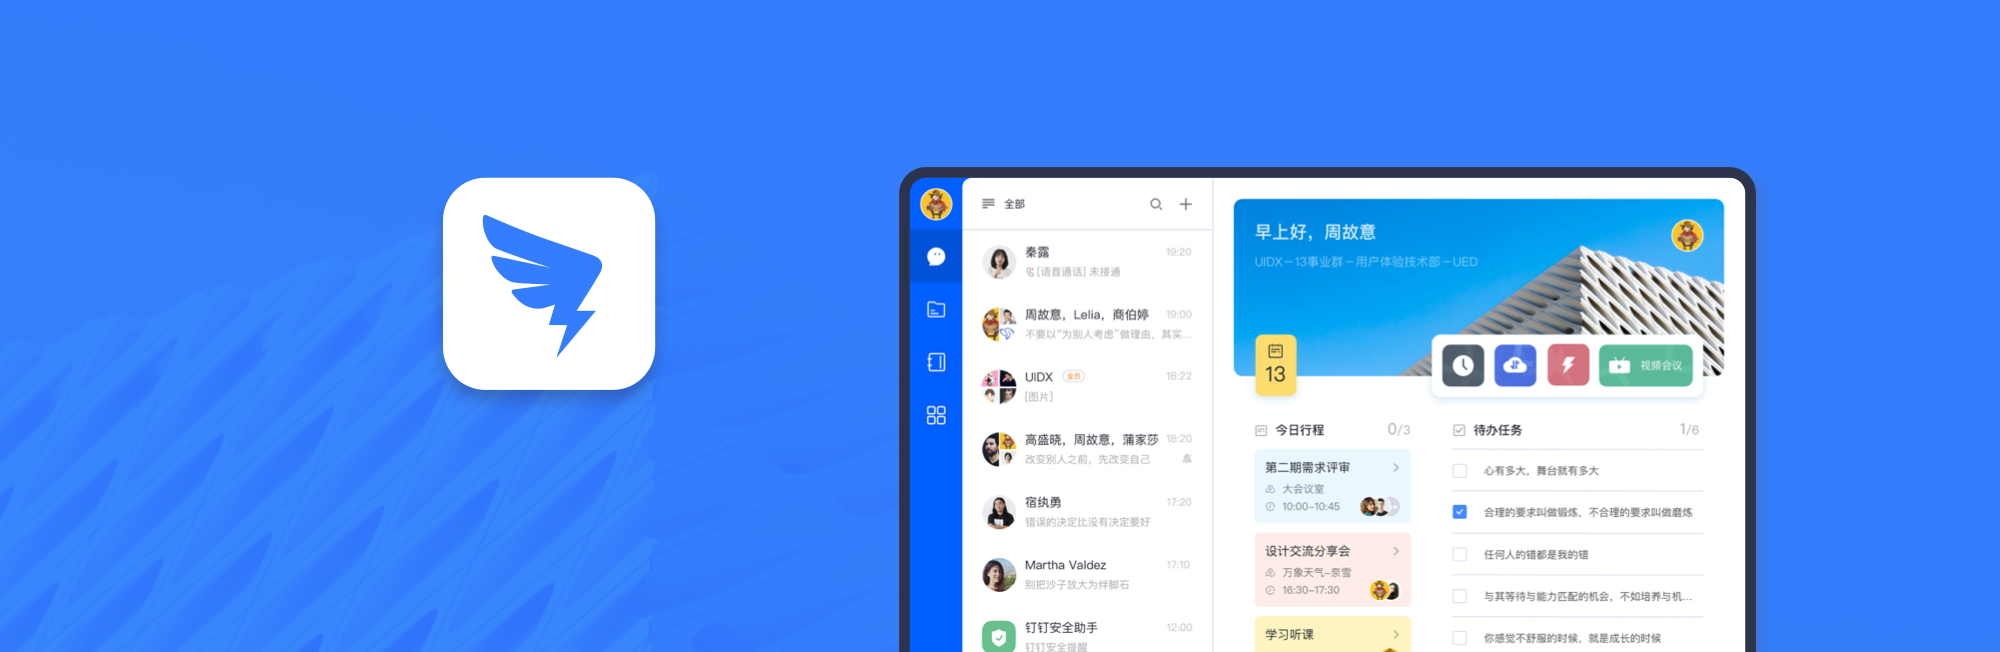 全部
秦露 19:20
[语音通话] 未接通
周故意，Lelia，商伯婷 19:00
不要以“为别人考虑”做理由，其实...
UIDX 全员 18:22
[图片]
高盛晓，周故意，蒲家莎 18:20
改变别人之前，先改变自己
宿纨勇 17:20
错误的决定比没有决定要好
Martha Valdez 17:10
别把沙子放大为绊脚石
钉钉安全助手 12:00
钉钉安全提醒
早上好，周故意
UIDX－13事业群－用户体验技术部－UED
13
视频会议
今日行程 0/3
第二期需求评审
大会议室
10:00-10:45
设计交流分享会
万象天气-奈雪
16:30-17:30
学习听课
待办任务 1/6
心有多大，舞台就有多大
合理的要求叫做锻炼，不合理的要求叫做磨炼
任何人的错都是我的错
与其等待与能力匹配的机会，不如培养与机...
你感觉不舒服的时候，就是成长的时候